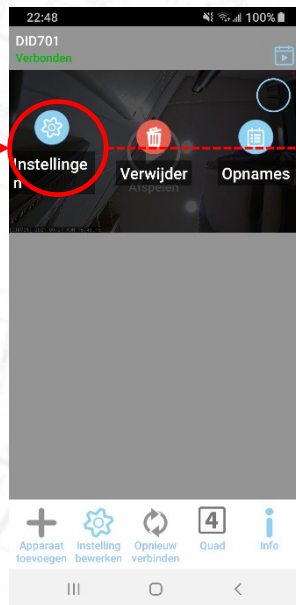 22:48 100%
DID701
Verbonden
Instellinge
n
Verwijder
Opnames
Afspelen
Apparaat
toevoegen
Instelling
bewerken
Opnieuw
verbinden
4
Quad
Info